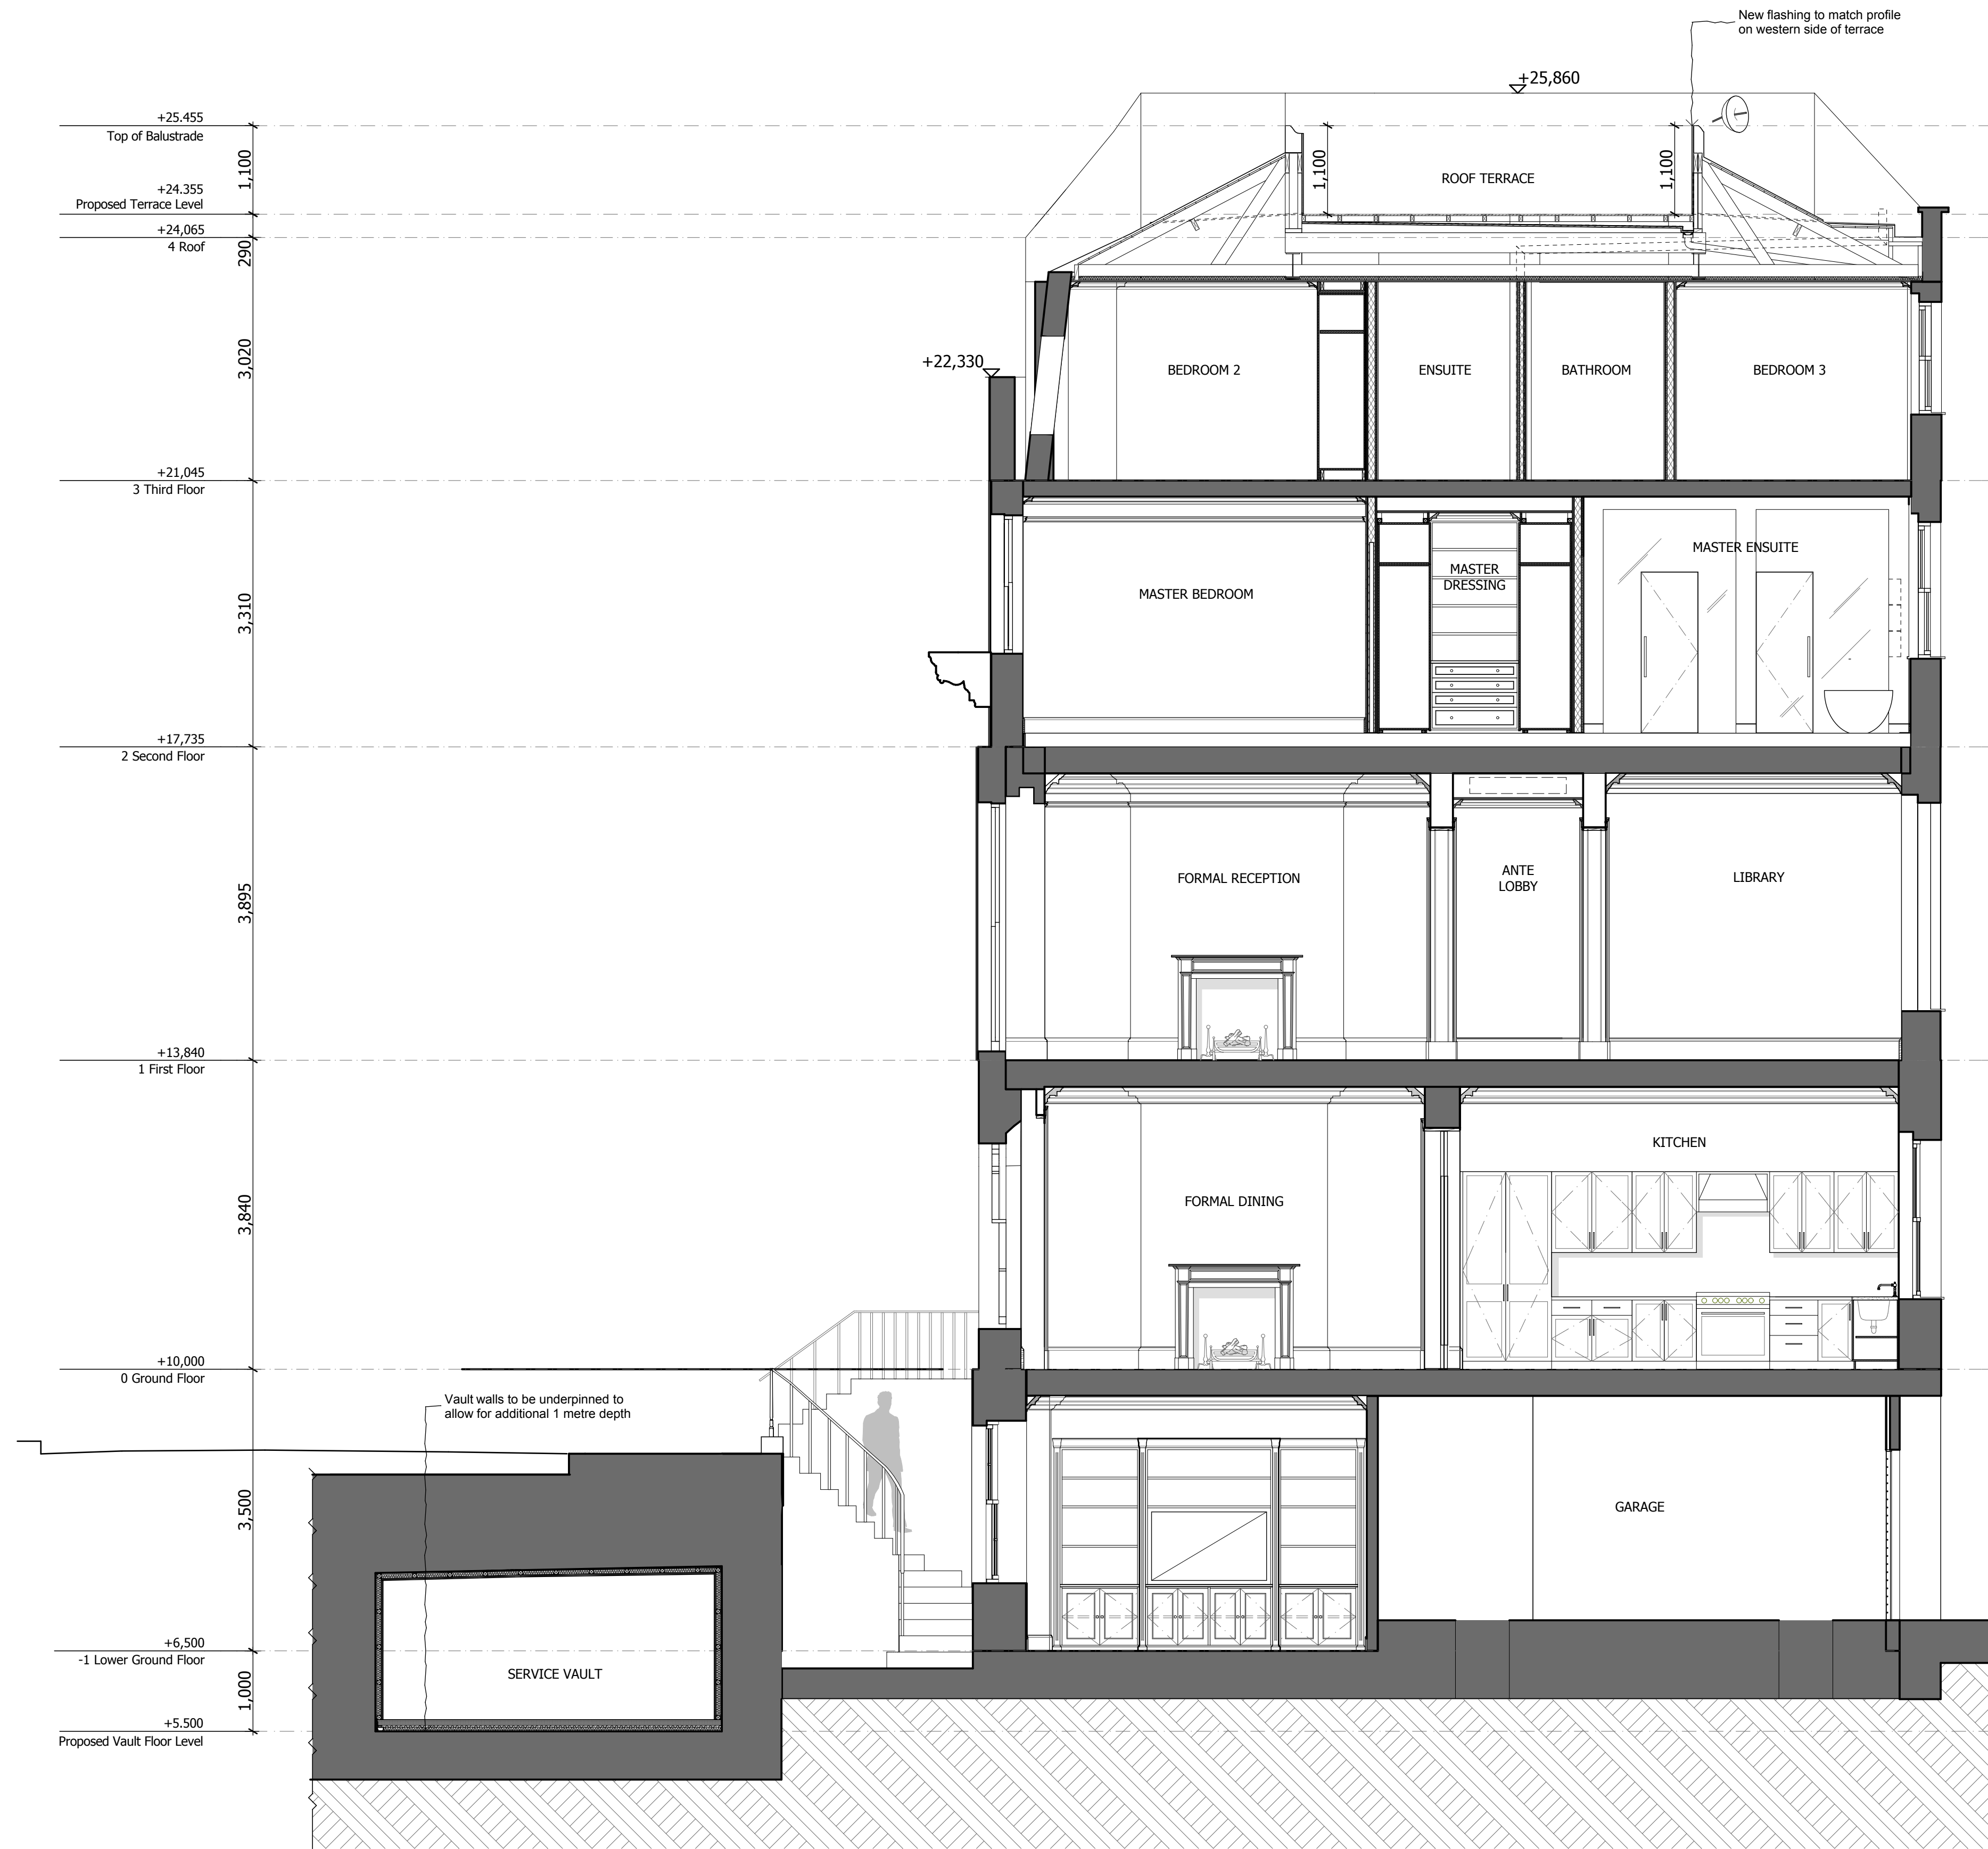 New flashing to match profile
on western side of terrace
+25,860
+25.455
Top of Balustrade
1,100
1,100
1,100
ROOF TERRACE
+24.355
Proposed Terrace Level
+24,065
4 Roof
290
3,020
+22,330
BEDROOM 2
ENSUITE
BATHROOM
BEDROOM 3
+21,045
3 Third Floor
3,310
MASTER BEDROOM
MASTER
DRESSING
MASTER ENSUITE
+17,735
2 Second Floor
3,895
FORMAL RECEPTION
ANTE
LOBBY
LIBRARY
+13,840
1 First Floor
3,840
FORMAL DINING
KITCHEN
+10,000
0 Ground Floor
Vault walls to be underpinned to
allow for additional 1 metre depth
3,500
GARAGE
+6,500
-1 Lower Ground Floor
1,000
SERVICE VAULT
+5.500
Proposed Vault Floor Level